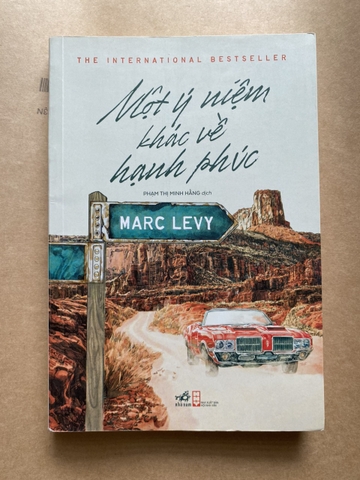 THE INTERNATIONAL BESTSELLER
Một ý niệm
khác về
hạnh phúc
PHẠM THỊ MINH HẰNG dịch
MARC LEVY